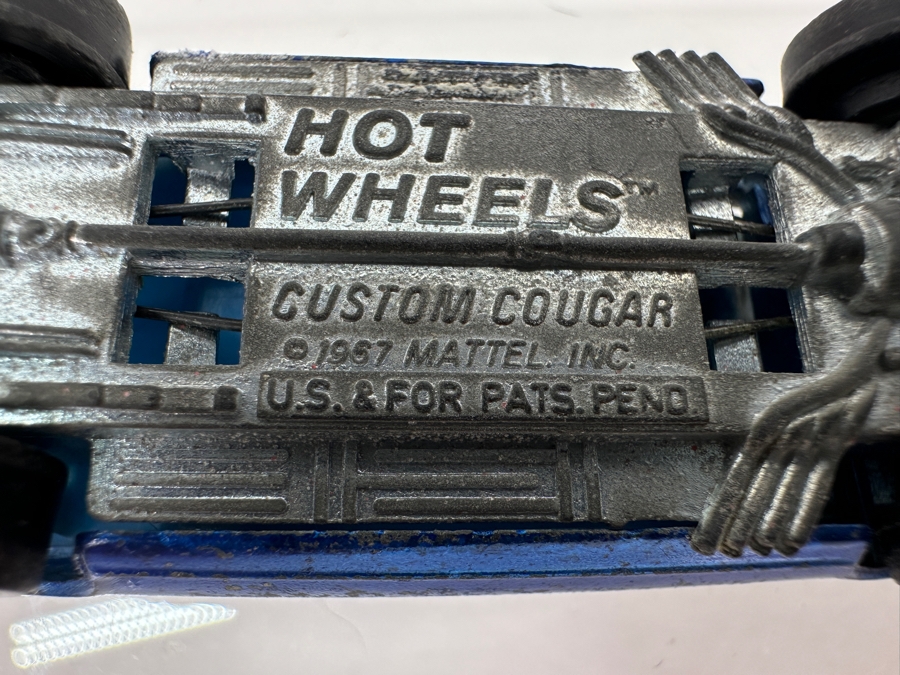 HOT
WHEELS™
CUSTOM COUGAR
©1967 MATTEL. INC.
U.S. & FOR PATS. PEND.